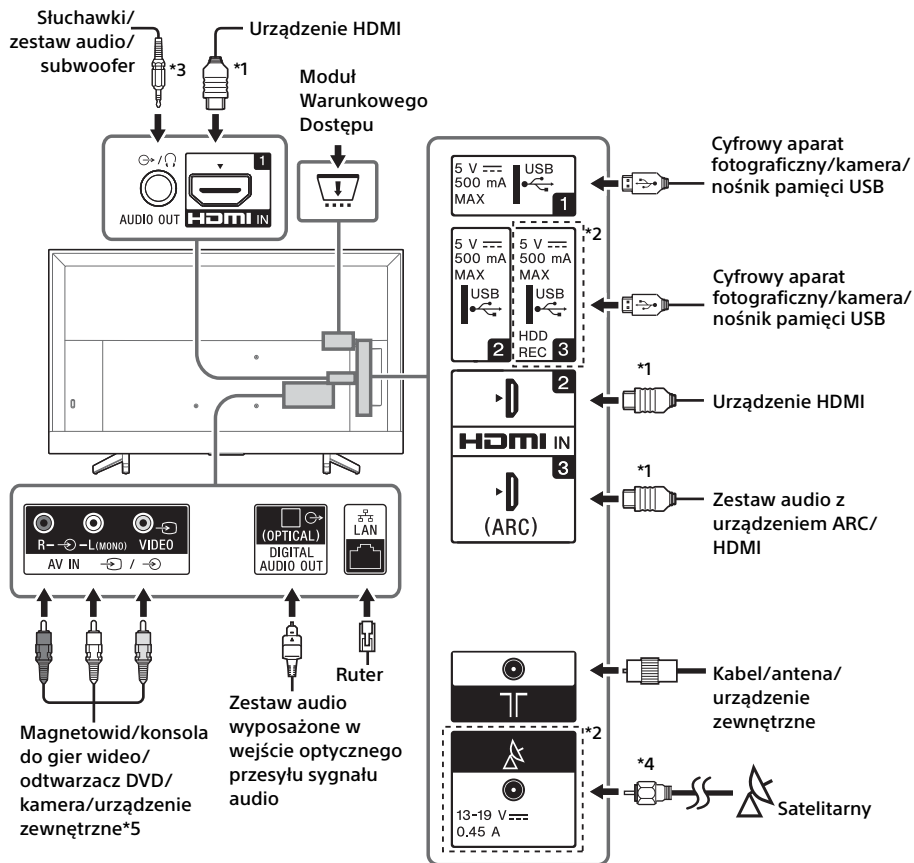 Słuchawki/
zestaw audio/
subwoofer
*3
Urządzenie HDMI
*1
Moduł
Warunkowego
Dostępu
AUDIO OUT
1
HDMI IN
5 V
500 mA
MAX
USB
1
Cyfrowy aparat
fotograficzny/kamera/
nośnik pamięci USB
*2
5 V
500 mA
MAX
USB
2
5 V
500 mA
MAX
USB
HDD
REC 3
Cyfrowy aparat
fotograficzny/kamera/
nośnik pamięci USB
2
*1
Urządzenie HDMI
HDMI IN
3
(ARC)
*1
Zestaw audio z
urządzeniem ARC/
HDMI
R- -L(MONO) VIDEO
AV IN /
(OPTICAL)
DIGITAL
AUDIO OUT
LAN
Magnetowid/konsola
do gier wideo/
odtwarzacz DVD/
kamera/urządzenie
zewnętrzne*5
Zestaw audio
wyposażone w
wejście optycznego
przesyłu sygnału
audio
Ruter
Kabel/antena/
urządzenie
zewnętrzne
*2
13-19 V
0.45 A
*4
Satelitarny